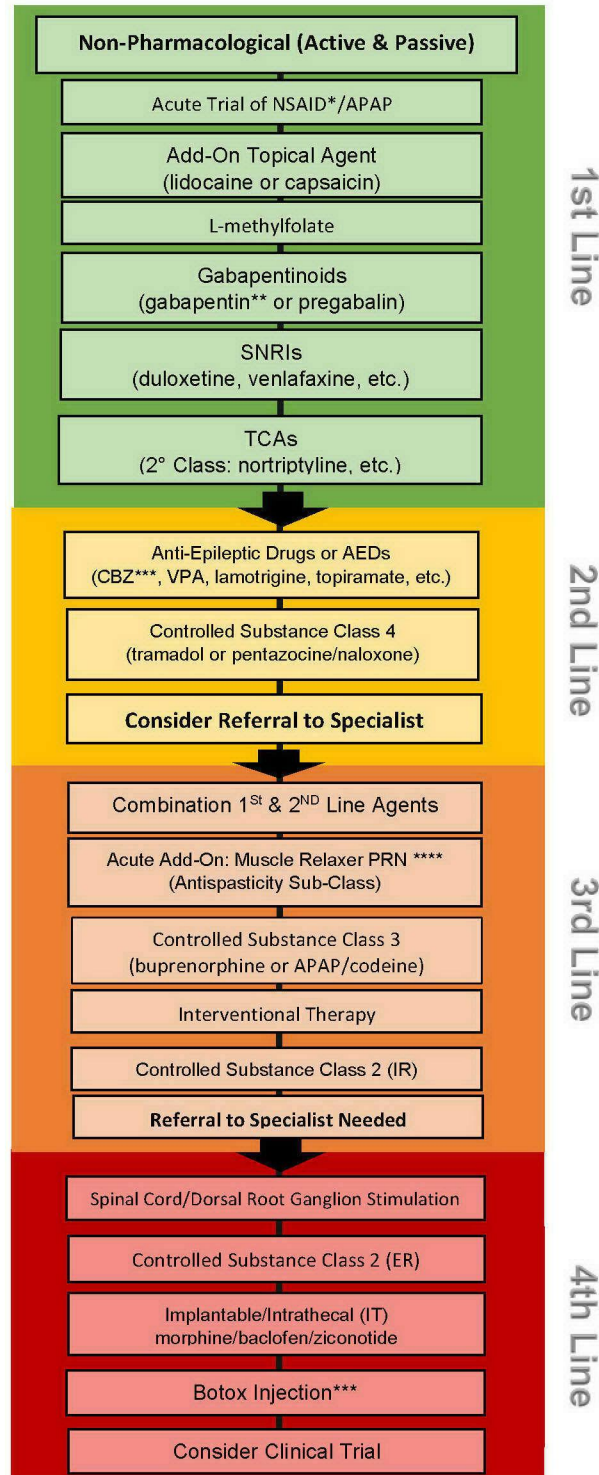 Non-Pharmacological (Active & Passive)
Acute Trial of NSAID*/APAP
Add-On Topical Agent
(lidocaine or capsaicin)
L-methylfolate
Gabapentinoids
(gabapentin** or pregabalin)
SNRIs
(duloxetine, venlafaxine, etc.)
TCAs
(2° Class: nortriptyline, etc.)
1st Line
Anti-Epileptic Drugs or AEDs
(CBZ***, VPA, lamotrigine, topiramate, etc.)
Controlled Substance Class 4
(tramadol or pentazocine/naloxone)
Consider Referral to Specialist
2nd Line
Combination 1St & 2ND Line Agents
Acute Add-On: Muscle Relaxer PRN ****
(Antispasticity Sub-Class)
Controlled Substance Class 3
(buprenorphine or APAP/codeine)
Interventional Therapy
Controlled Substance Class 2 (IR)
Referral to Specialist Needed
3rd Line
Spinal Cord/Dorsal Root Ganglion Stimulation
Controlled Substance Class 2 (ER)
Implantable/Intrathecal (IT)
morphine/baclofen/ziconotide
Botox Injection***
Consider Clinical Trial
4th Line